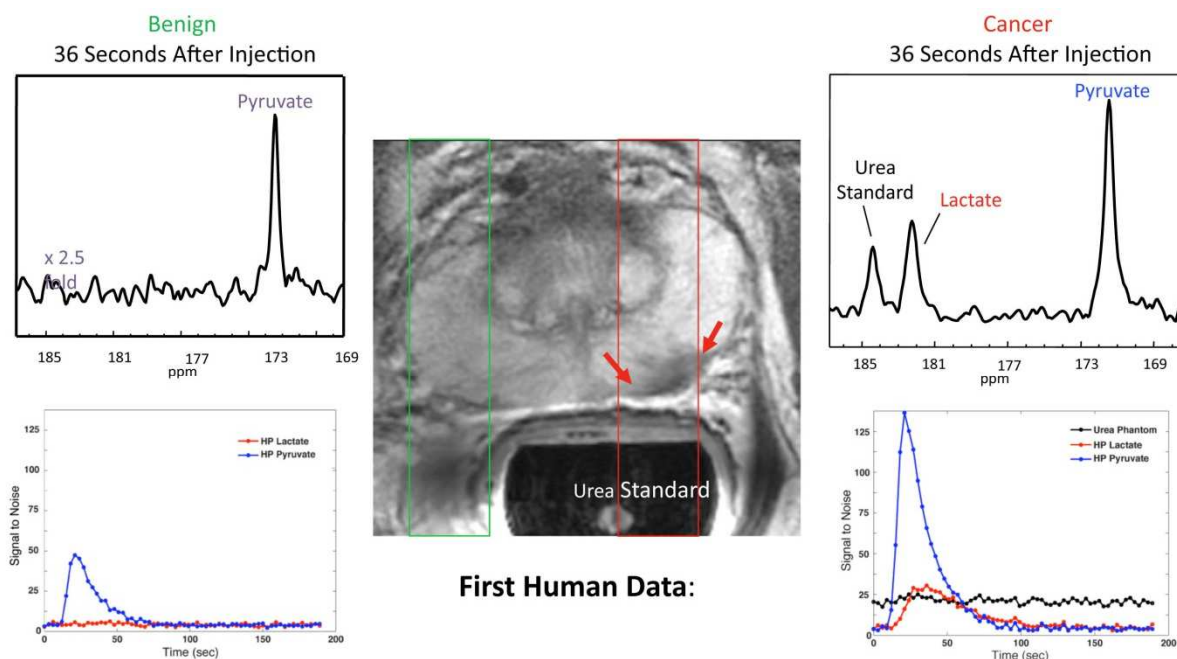 Benign
36 Seconds After Injection
Pyruvate
x 2.5
fold
185 181 177 173 169
ppm
Cancer
36 Seconds After Injection
Pyruvate
Urea
Standard
Lactate
185 181 177 173 169
ppm
Urea Standard
First Human Data:
Signal to Noise
125
100
75
50
25
0
HP Lactate
HP Pyruvate
0 50 100 150 200
Time (sec)
Signal to Noise
125
100
75
50
25
0
Urea Phantom
HP Lactate
HP Pyruvate
0 50 100 150 200
Time (sec)